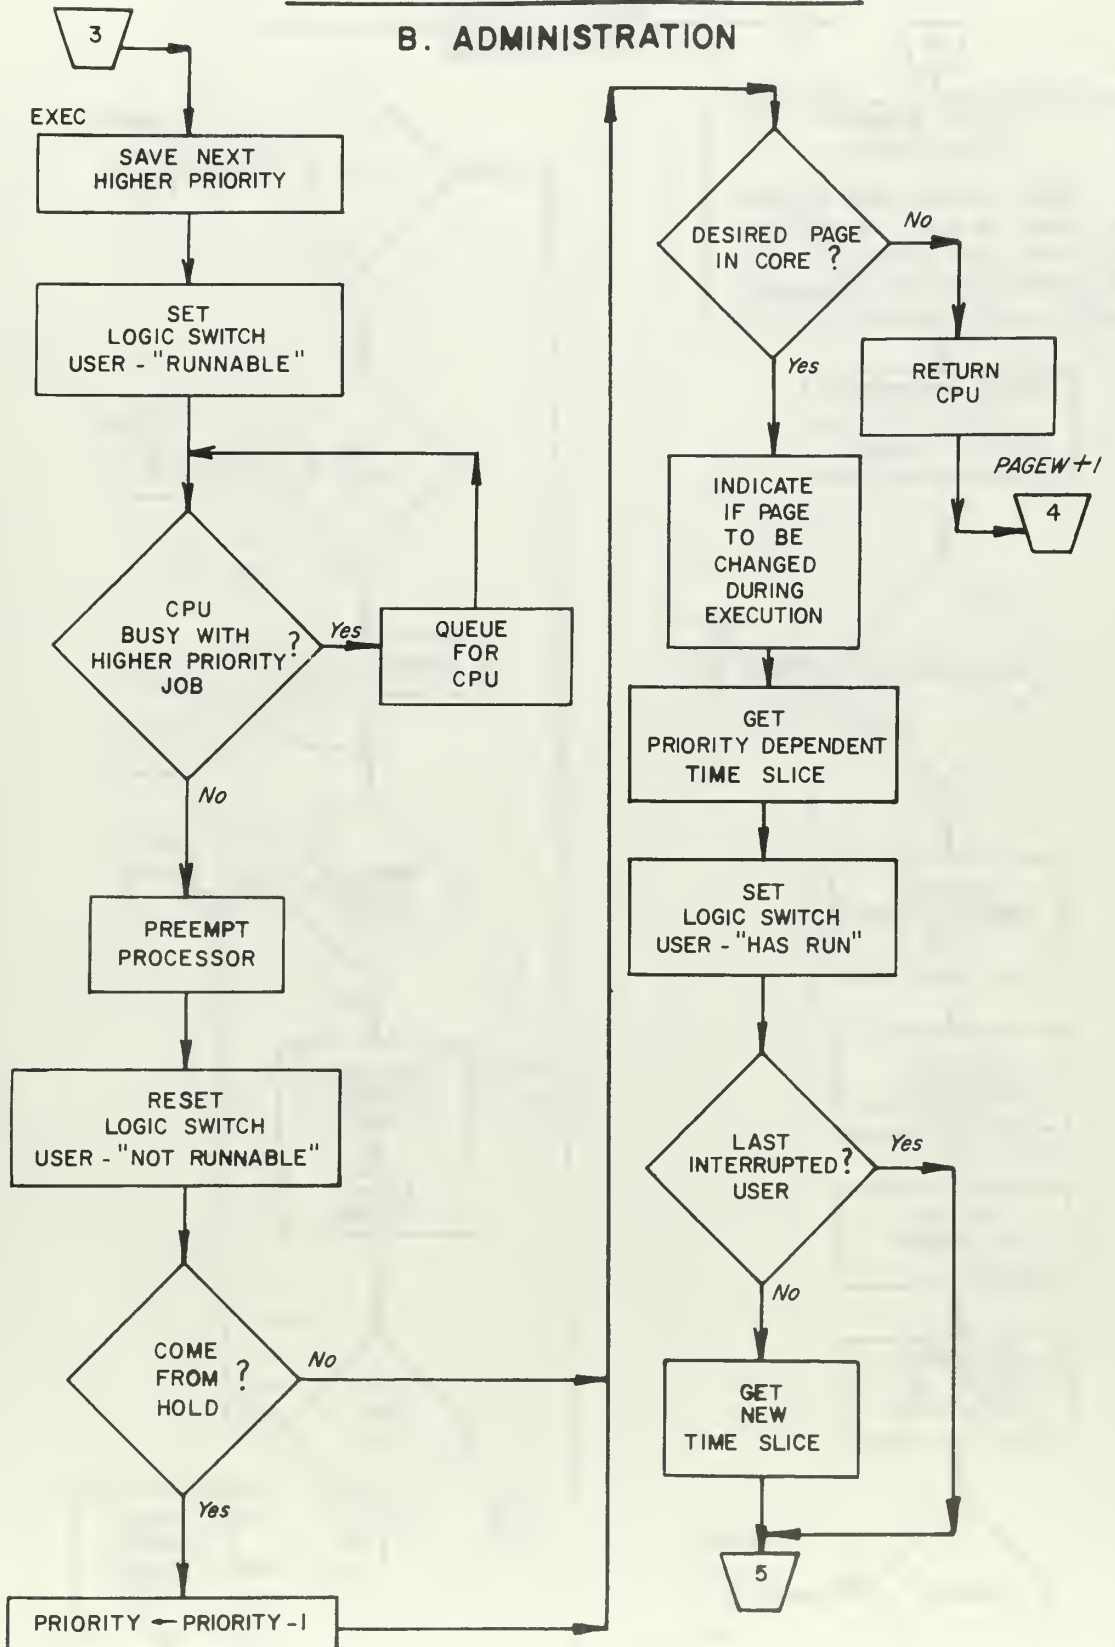 B. ADMINISTRATION
3
EXEC
SAVE NEXT
HIGHER PRIORITY
SET
LOGIC SWITCH
USER - "RUNNABLE"
CPU
BUSY WITH
HIGHER PRIORITY ?
JOB
Yes
QUEUE
FOR
CPU
No
PREEMPT
PROCESSOR
RESET
LOGIC SWITCH
USER - "NOT RUNNABLE"
COME
FROM ?
HOLD
No
Yes
PRIORITY ← PRIORITY - 1
DESIRED PAGE
IN CORE ?
No
RETURN
CPU
PAGEW + 1
4
Yes
INDICATE
IF PAGE
TO BE
CHANGED
DURING
EXECUTION
GET
PRIORITY DEPENDENT
TIME SLICE
SET
LOGIC SWITCH
USER - "HAS RUN"
LAST
INTERRUPTED ?
USER
Yes
No
GET
NEW
TIME SLICE
5